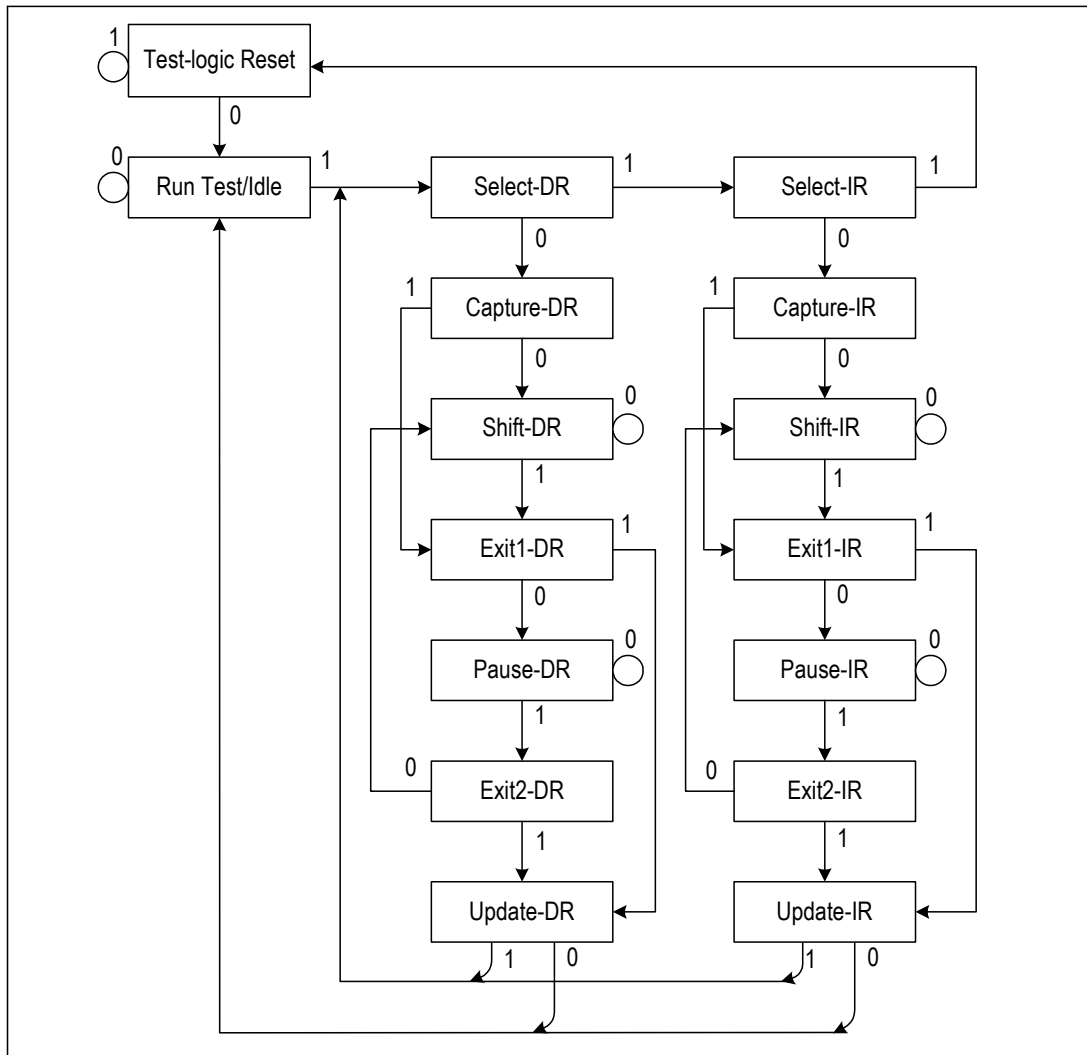 1
Test-logic Reset
0
0
Run Test/Idle
1
Select-DR
1
Select-IR
1
0
0
1
Capture-DR
1
Capture-IR
0
0
Shift-DR
0
Shift-IR
0
1
1
Exit1-DR
1
Exit1-IR
1
0
0
Pause-DR
0
Pause-IR
0
1
1
0
Exit2-DR
0
Exit2-IR
1
1
Update-DR
Update-IR
1
0
1
0